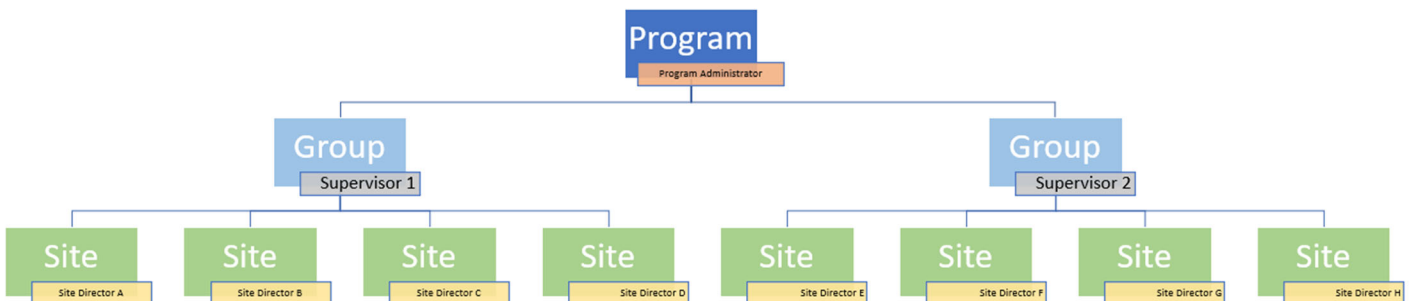 Program
Program Administrator
Group
Supervisor 1
Group
Supervisor 2
Site
Site Director A
Site
Site Director B
Site
Site Director C
Site
Site Director D
Site
Site Director E
Site
Site Director F
Site
Site Director G
Site
Site Director H